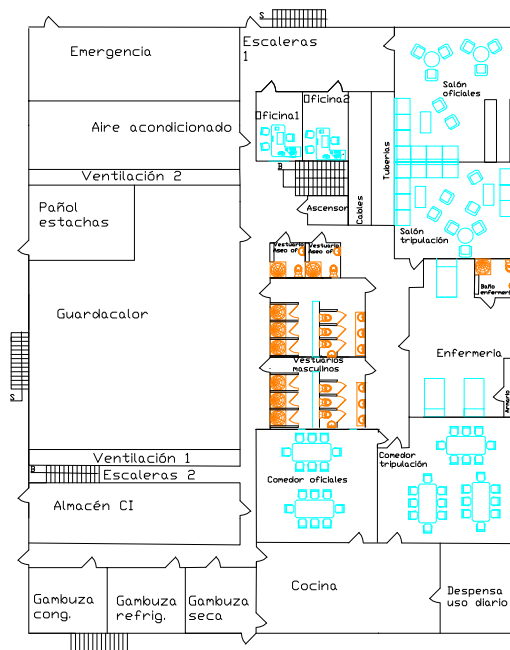 S
Emergencia
Escaleras
1
Salón
oficiales
Oficina1
Oficina2
Aire acondicionado
Tuberías
B
Ventilación 2
Ascensor
Cables
Pañol
estachas
Salón
tripulación
Vestuario
Aseo of
Vestuario
Aseo of
Baño
enfermería
Guardacalor
Enfermería
Vestuarios
masculinos
Armario
S
Ventilación 1
Comedor
tripulación
B
Escaleras 2
Comedor oficiales
Almacén CI
Gambuza
cong.
Gambuza
refrig.
Gambuza
seca
Cocina
Despensa
uso diario